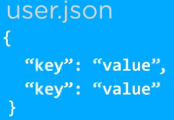 user.json
{
“key”: “value”,
“key”: “value”
}